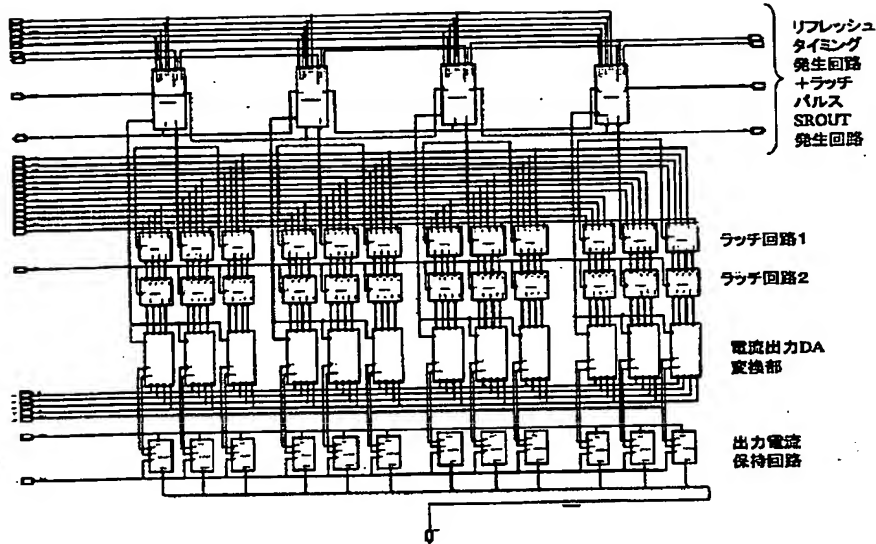 リフレッシュ
タイミング
発生回路
＋ラッチ
パルス
SROUT
発生回路
ラッチ回路1
ラッチ回路2
電流出力DA
変換部
出力電流
保持回路